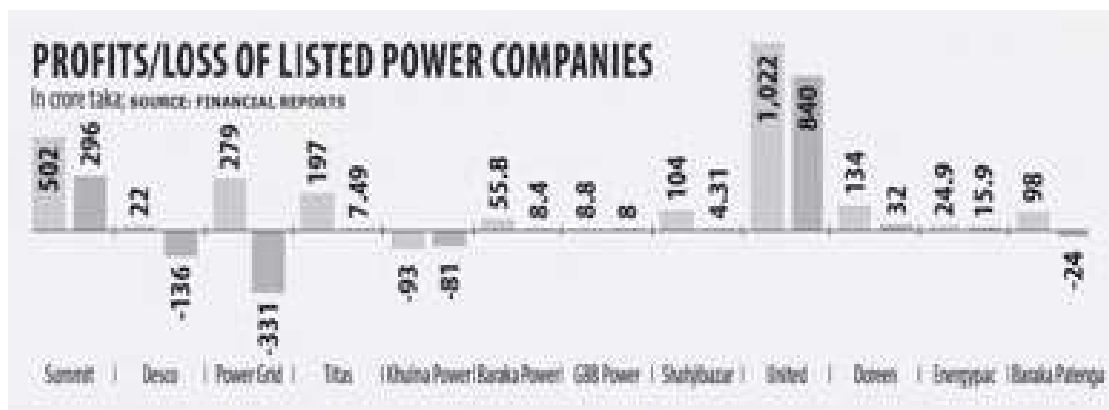 PROFITS/LOSS OF LISTED POWER COMPANIES
In crore taka; SOURCE: FINANCIAL REPORTS
502 296 22 -136 279 -331 197 7.49 -93 -81 55.8 8.4 8.8 8 104 4.31 1,022 840 134 32 24.9 15.9 98 -24
Summit Desco Power Grid Titas Khulna Power Baraka Power GBB Power Shahjibazar United Doreen Energypac Baraka Patenga